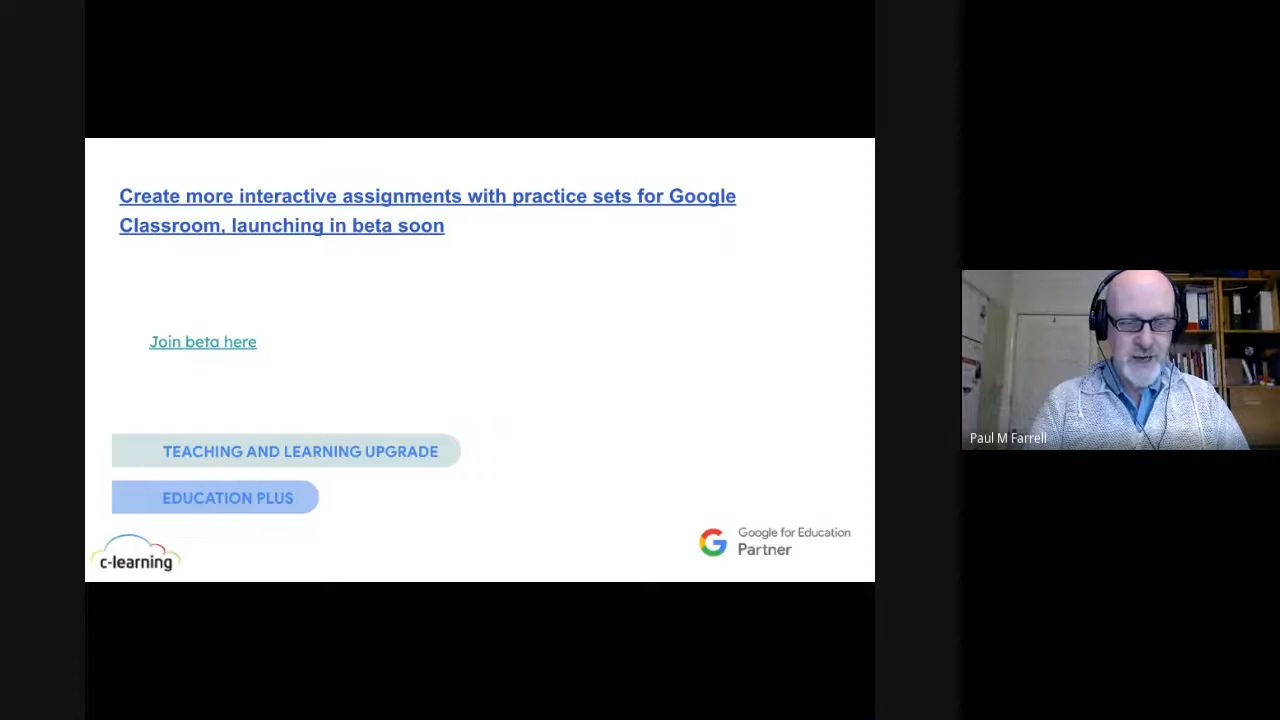 Create more interactive assignments with practice sets for Google
Classroom, launching in beta soon
Join beta here
TEACHING AND LEARNING UPGRADE
EDUCATION PLUS
c-learning
Google for Education
Partner
Paul M Farrell